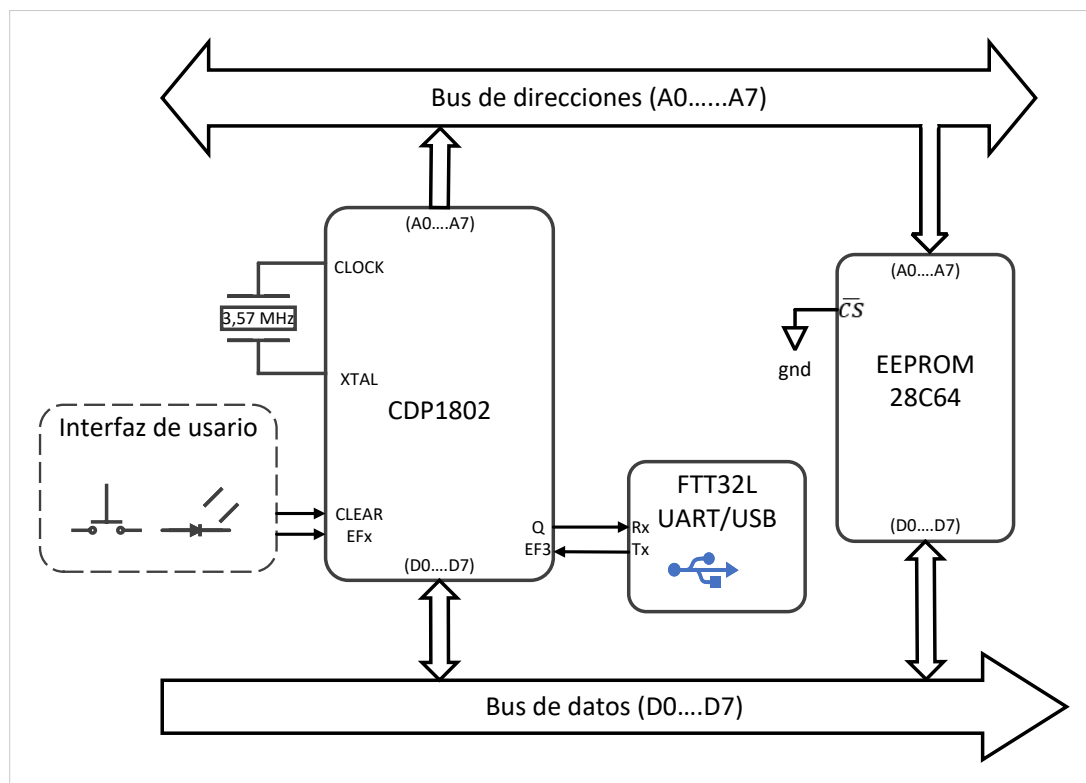 Bus de direcciones (A0......A7)
(A0....A7)
CLOCK
3,57 MHz
XTAL
CDP1802
(A0....A7)
C̅S̅
gnd
EEPROM
28C64
Interfaz de usario
CLEAR
EFx
Q
EF3
(D0....D7)
FTT32L
UART/USB
Rx
Tx
(D0....D7)
Bus de datos (D0....D7)